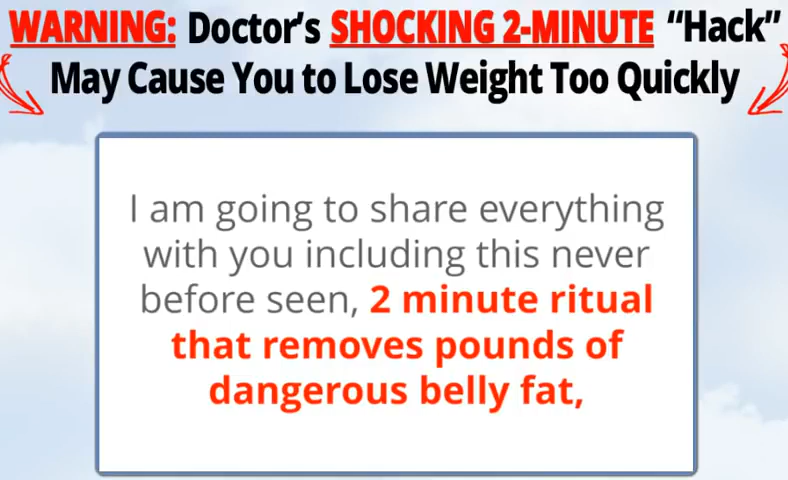 WARNING: Doctor's SHOCKING 2-MINUTE “Hack”
May Cause You to Lose Weight Too Quickly
I am going to share everything
with you including this never
before seen, 2 minute ritual
that removes pounds of
dangerous belly fat,